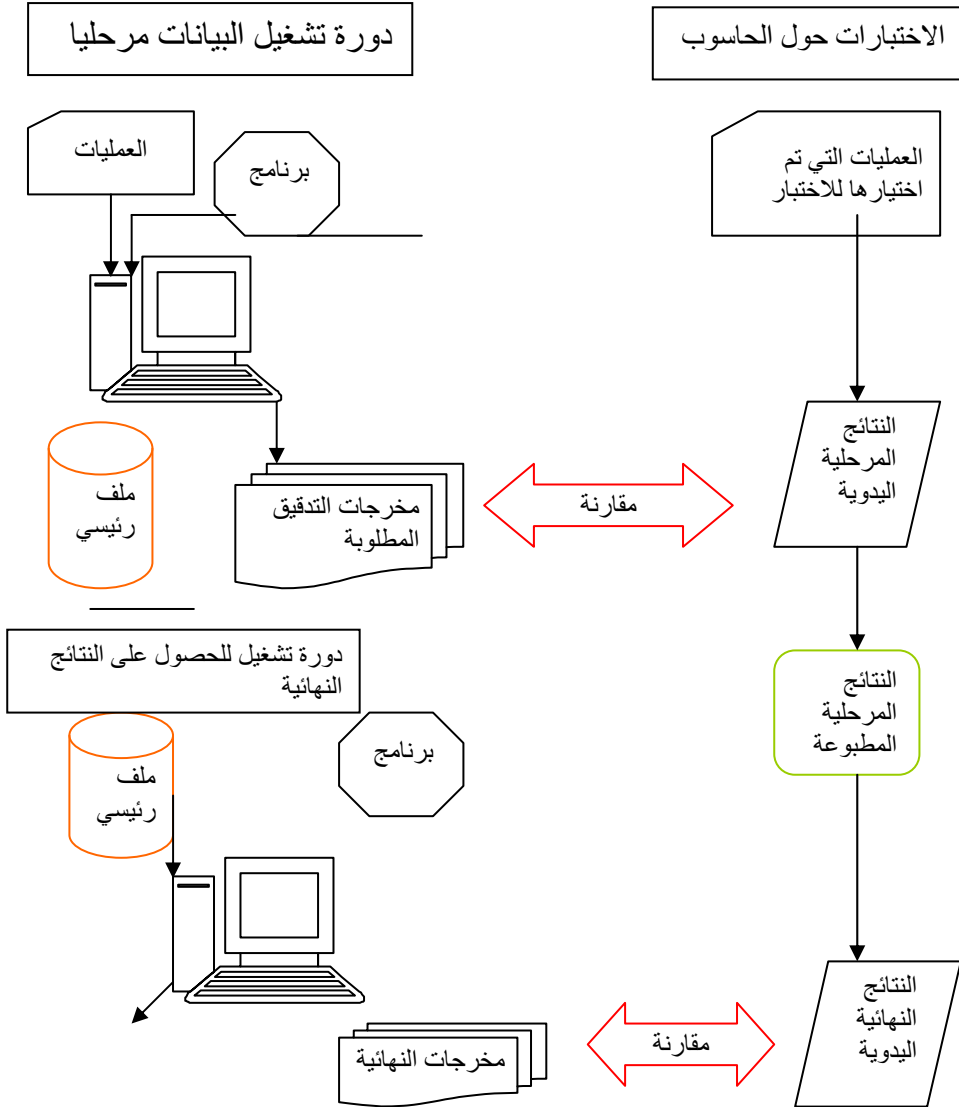 الاختبارات حول الحاسوب
دورة تشغيل البيانات مرحليا
العمليات التي تم
اختيارها للاختبار
العمليات
برنامج
النتائج
المرحلية
اليدوية
مقارنة
مخرجات التدقيق
المطلوبة
ملف
رئيسي
دورة تشغيل للحصول على النتائج
النهائية
النتائج
المرحلية
المطبوعة
برنامج
ملف
رئيسي
النتائج
النهائية
اليدوية
مقارنة
مخرجات النهائية